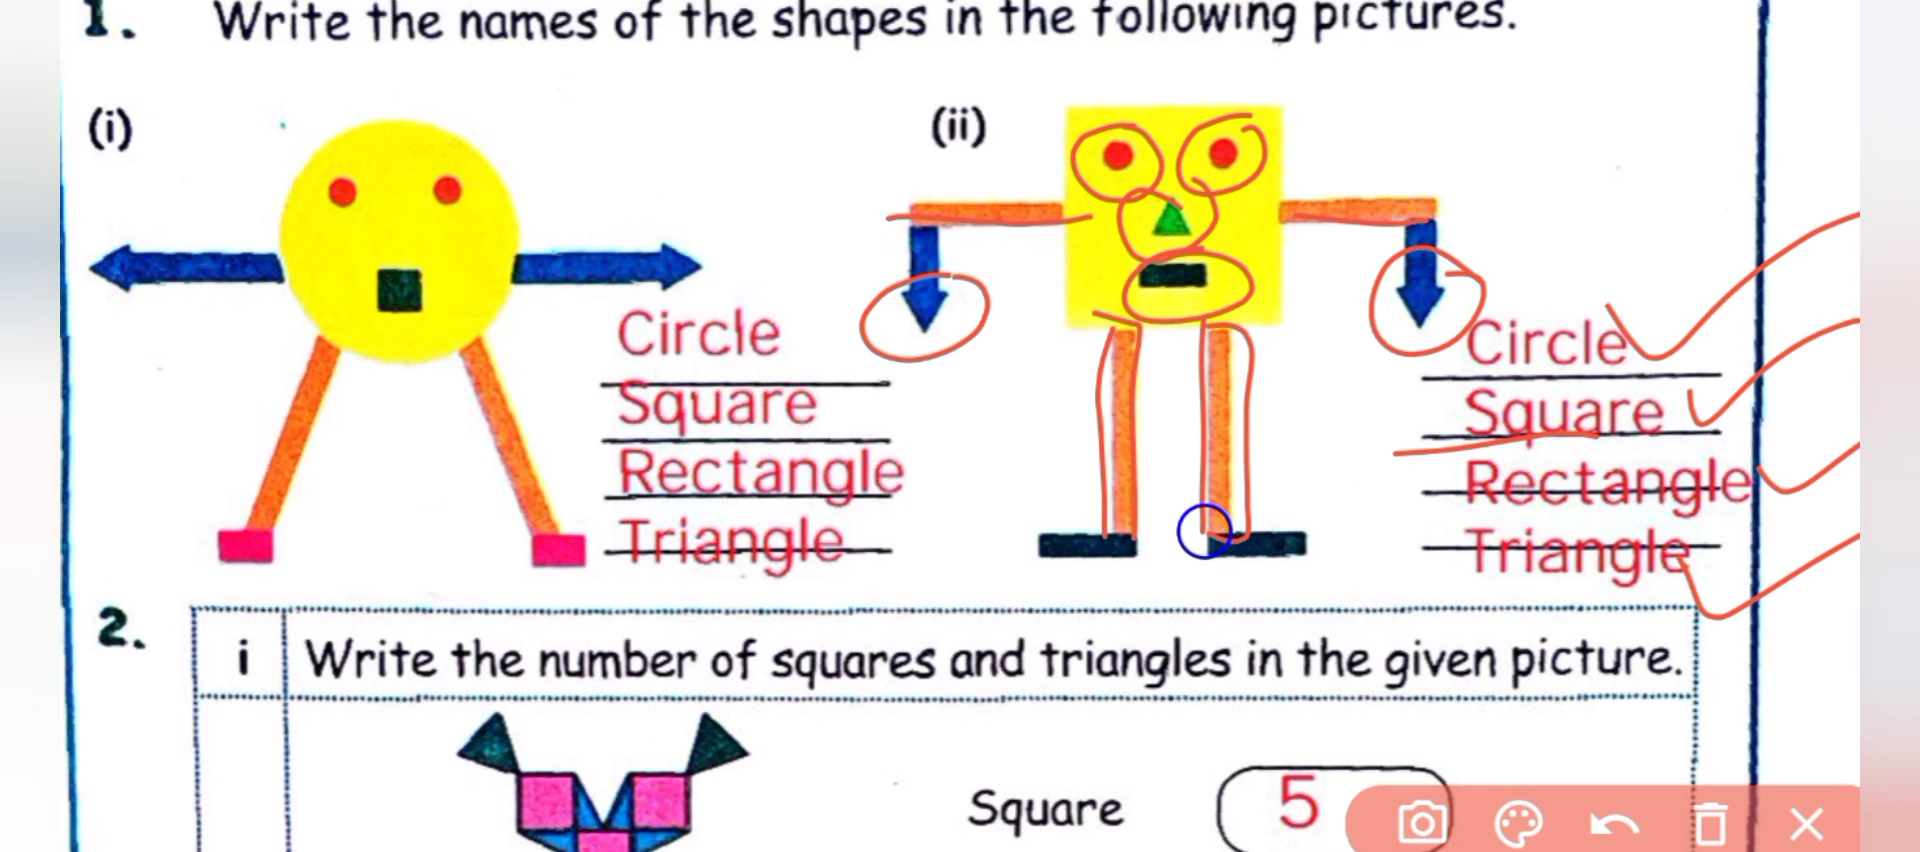 1. Write the names of the shapes in the following pictures.
(i)
(ii)
Circle
Square
Rectangle
Triangle
Circle
Square
Rectangle
Triangle
2.
i Write the number of squares and triangles in the given picture.
Square 5